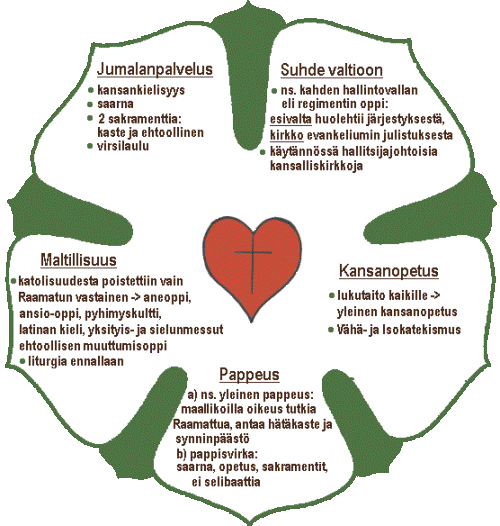 Jumalanpalvelus
• kansankielisyys
• saarna
• 2 sakramenttia:
kaste ja ehtoollinen
• virsilaulu
Suhde valtioon
• ns. kahden hallintovallan
eli regimentin oppi:
esivalta huolehtii järjestyksestä,
kirkko evankeliumin julistuksesta
• käytännössä hallitsijajohtoisia
kansalliskirkkoja
Maltillisuus
• katolisuudesta poistettiin vain
Raamatun vastainen -> aneoppi,
ansio-oppi, pyhimyskultti,
latinan kieli, yksityis- ja sielunmessut
ehtoollisen muuttumisoppi
• liturgia ennallaan
Kansanopetus
• lukutaito kaikille ->
yleinen kansanopetus
• Vähä- ja Isokatekismus
Pappeus
a) ns. yleinen pappeus:
maallikoilla oikeus tutkia
Raamattua, antaa hätäkaste ja
synninpäästö
b) pappisvirka:
saarna, opetus, sakramentit,
ei selibaattia